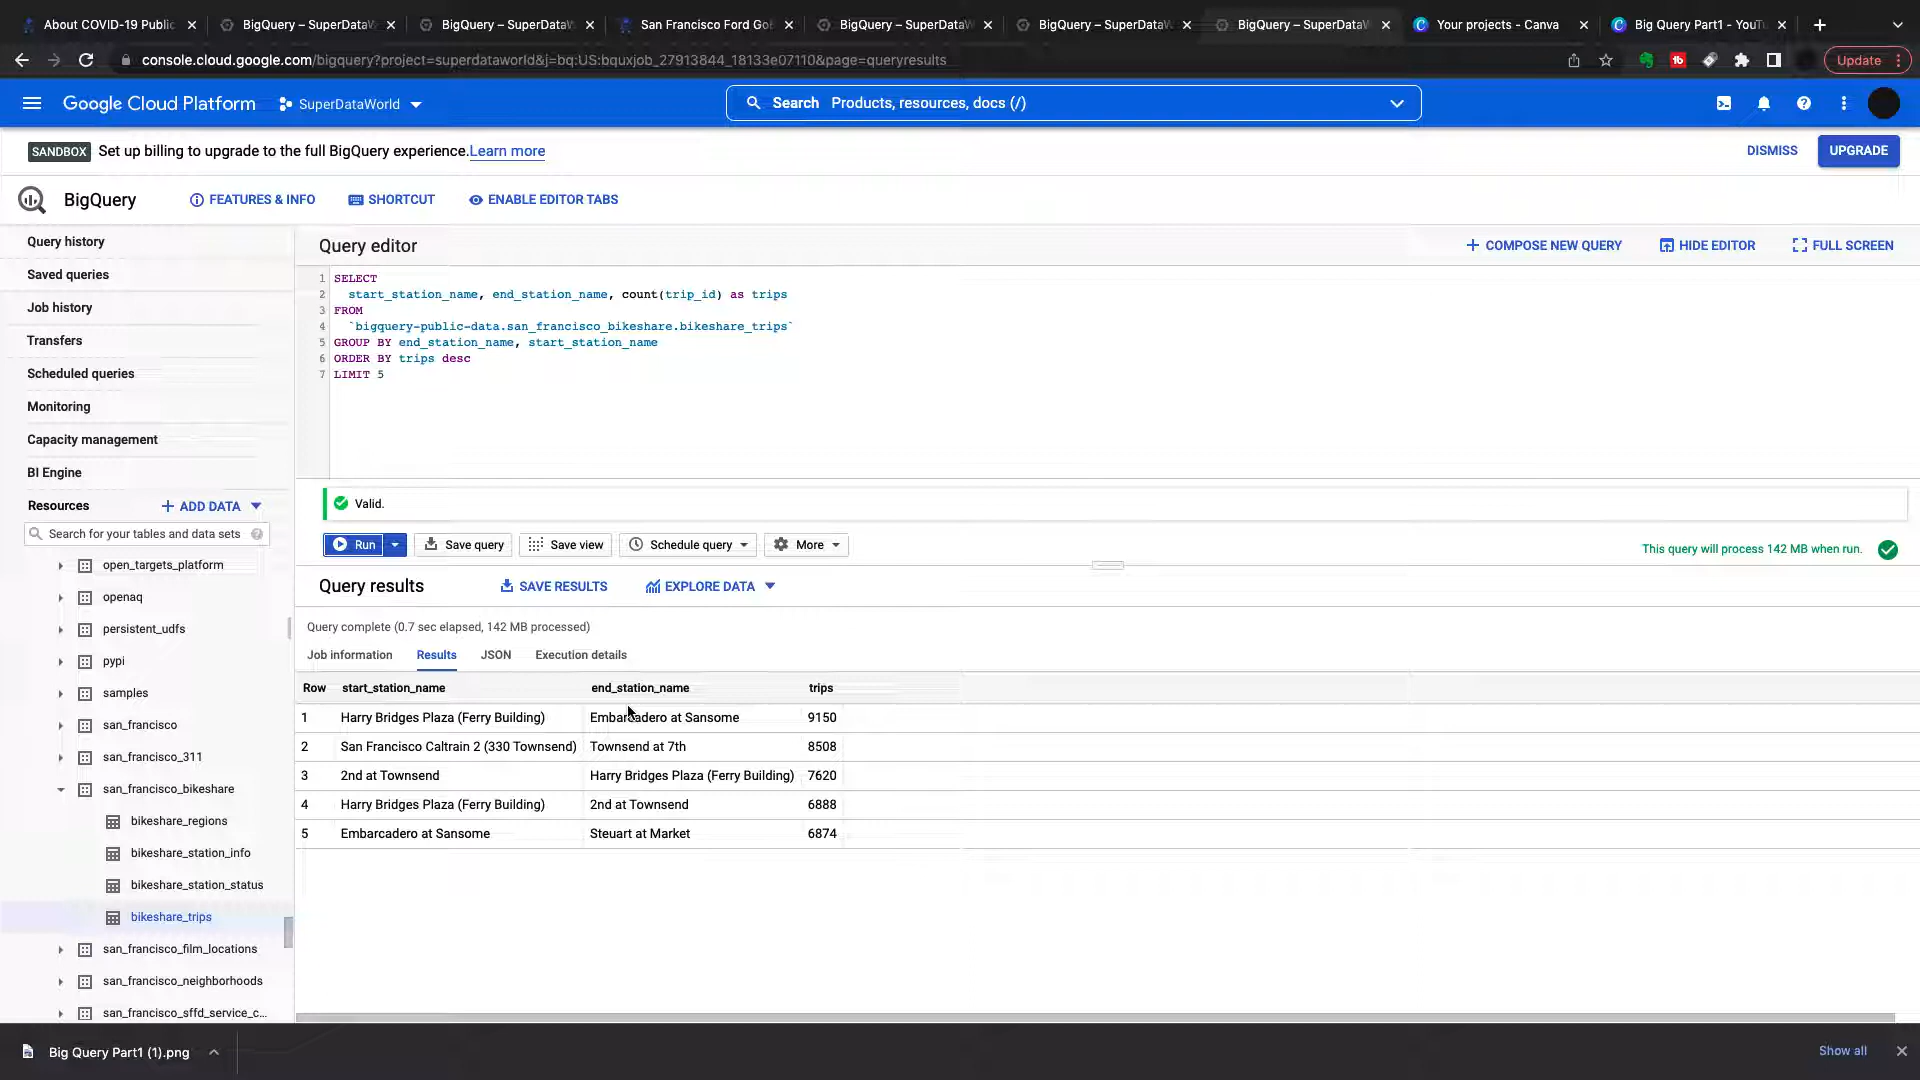 About COVID-19 Public
BigQuery – SuperDataW
BigQuery – SuperDataW
San Francisco Ford GoB
BigQuery – SuperDataW
BigQuery – SuperDataW
BigQuery – SuperDataW
Your projects - Canva
Big Query Part1 - YouTu
console.cloud.google.com/bigquery?project=superdataworld&j=bq:US:bquxjob_27913844_18133e07110&page=queryresults
Update
Google Cloud Platform
SuperDataWorld
Search Products, resources, docs (/)
SANDBOX Set up billing to upgrade to the full BigQuery experience. Learn more
DISMISS
UPGRADE
BigQuery
FEATURES & INFO
SHORTCUT
ENABLE EDITOR TABS
Query history
Saved queries
Job history
Transfers
Scheduled queries
Monitoring
Capacity management
BI Engine
Resources
+ ADD DATA
Search for your tables and data sets
open_targets_platform
openaq
persistent_udfs
pypi
samples
san_francisco
san_francisco_311
san_francisco_bikeshare
bikeshare_regions
bikeshare_station_info
bikeshare_station_status
bikeshare_trips
san_francisco_film_locations
san_francisco_neighborhoods
san_francisco_sffd_service_c...
Query editor
+ COMPOSE NEW QUERY
HIDE EDITOR
FULL SCREEN
1 SELECT
2 start_station_name, end_station_name, count(trip_id) as trips
3 FROM
4 `bigquery-public-data.san_francisco_bikeshare.bikeshare_trips`
5 GROUP BY end_station_name, start_station_name
6 ORDER BY trips desc
7 LIMIT 5
Valid.
Run
Save query
Save view
Schedule query
More
This query will process 142 MB when run.
Query results
SAVE RESULTS
EXPLORE DATA
Query complete (0.7 sec elapsed, 142 MB processed)
Job information
Results
JSON
Execution details
Row start_station_name end_station_name trips
1 Harry Bridges Plaza (Ferry Building) Embarcadero at Sansome 9150
2 San Francisco Caltrain 2 (330 Townsend) Townsend at 7th 8508
3 2nd at Townsend Harry Bridges Plaza (Ferry Building) 7620
4 Harry Bridges Plaza (Ferry Building) 2nd at Townsend 6888
5 Embarcadero at Sansome Steuart at Market 6874
Big Query Part1 (1).png
Show all